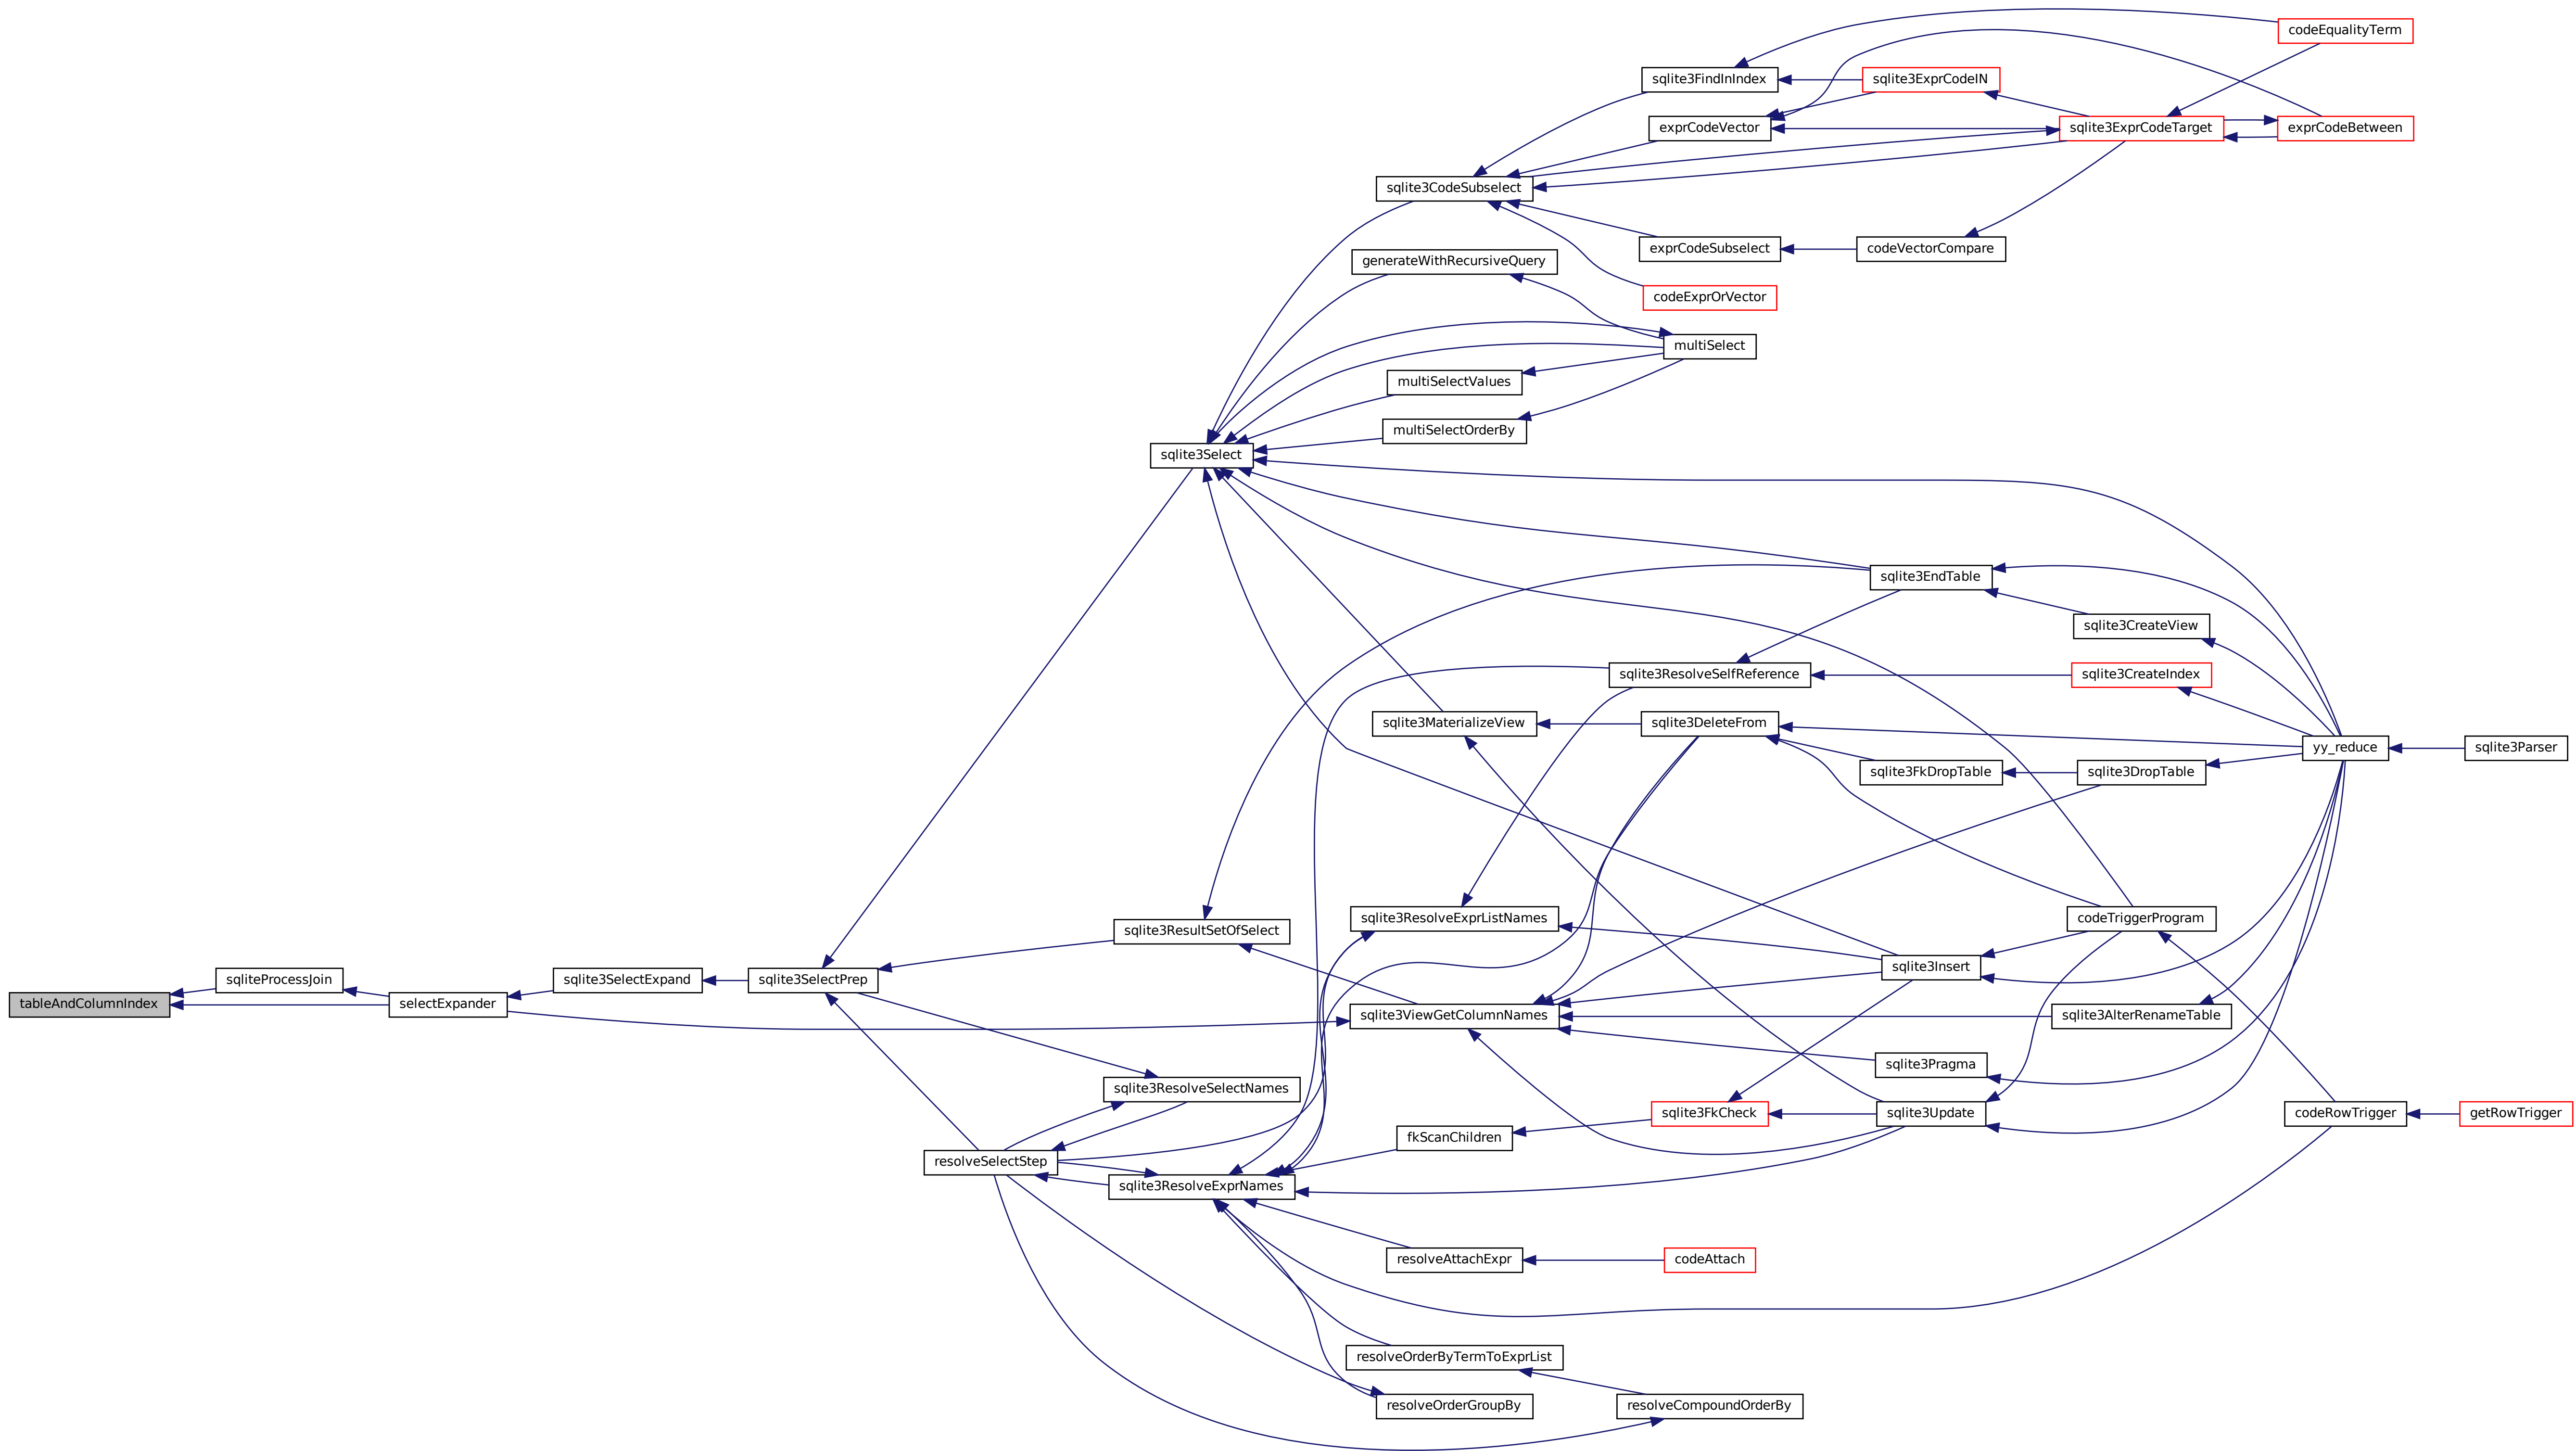 codeEqualityTerm
sqlite3FindInIndex
sqlite3ExprCodeIN
exprCodeVector
sqlite3ExprCodeTarget
exprCodeBetween
sqlite3CodeSubselect
exprCodeSubselect
codeVectorCompare
generateWithRecursiveQuery
codeExprOrVector
multiSelect
multiSelectValues
multiSelectOrderBy
sqlite3Select
sqlite3EndTable
sqlite3CreateView
sqlite3ResolveSelfReference
sqlite3CreateIndex
sqlite3MaterializeView
sqlite3DeleteFrom
yy_reduce
sqlite3Parser
sqlite3FkDropTable
sqlite3DropTable
sqlite3ResolveExprListNames
codeTriggerProgram
sqlite3ResultSetOfSelect
sqlite3Insert
sqliteProcessJoin
sqlite3SelectExpand
sqlite3SelectPrep
tableAndColumnIndex
selectExpander
sqlite3ViewGetColumnNames
sqlite3AlterRenameTable
sqlite3Pragma
sqlite3ResolveSelectNames
sqlite3FkCheck
sqlite3Update
codeRowTrigger
getRowTrigger
fkScanChildren
resolveSelectStep
sqlite3ResolveExprNames
resolveAttachExpr
codeAttach
resolveOrderByTermToExprList
resolveOrderGroupBy
resolveCompoundOrderBy